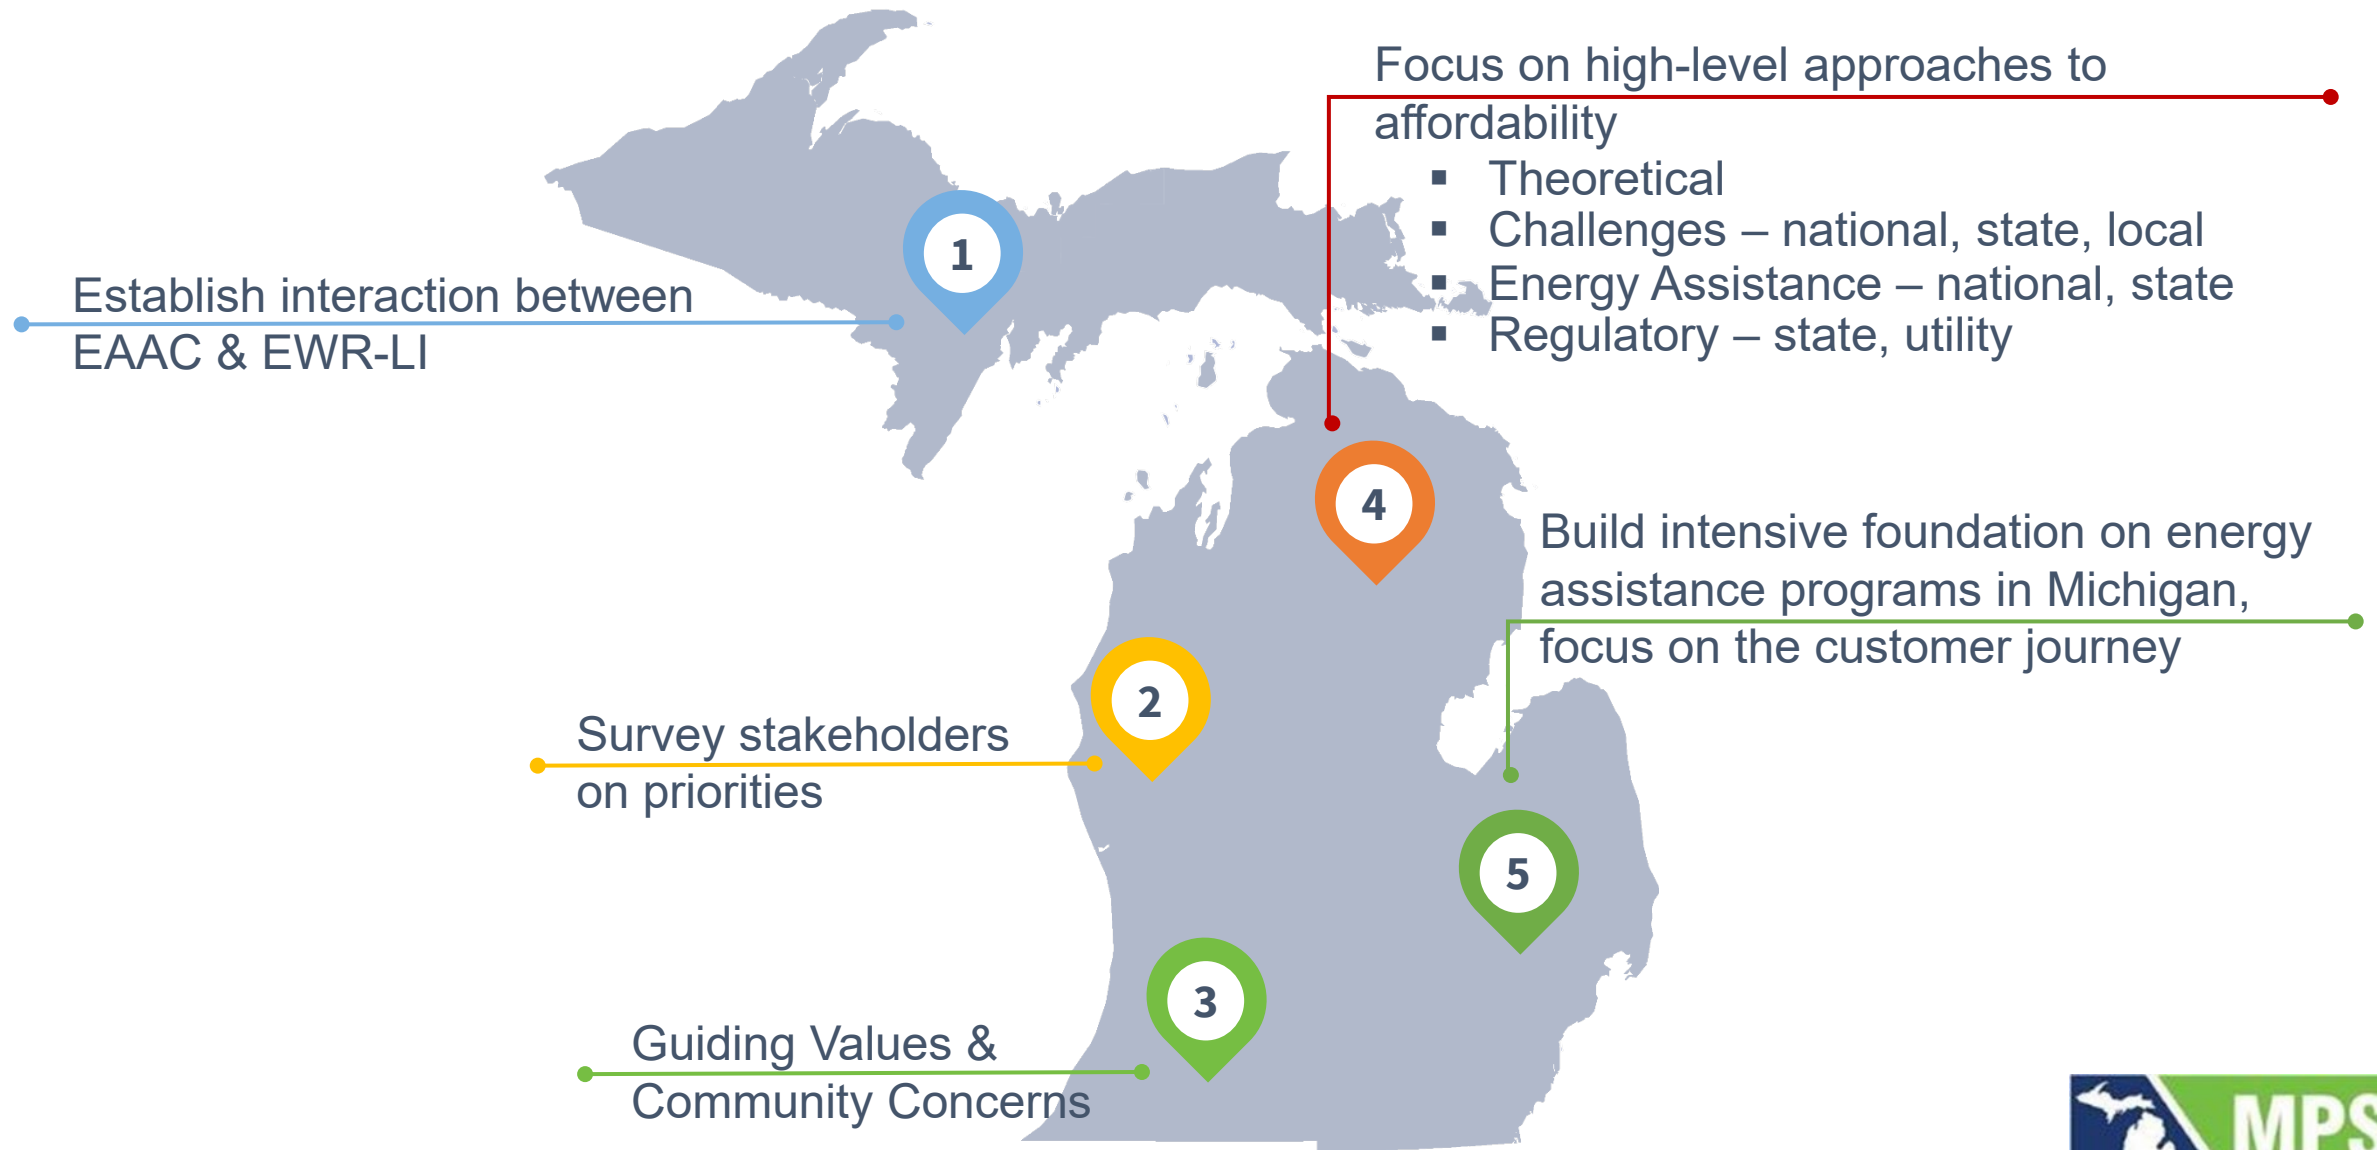 1
Establish interaction between
EAAC & EWR-LI
2
Survey stakeholders
on priorities
3
Guiding Values &
Community Concerns
4
Focus on high-level approaches to
affordability
▪ Theoretical
▪ Challenges – national, state, local
▪ Energy Assistance – national, state
▪ Regulatory – state, utility
5
Build intensive foundation on energy
assistance programs in Michigan,
focus on the customer journey
MPS